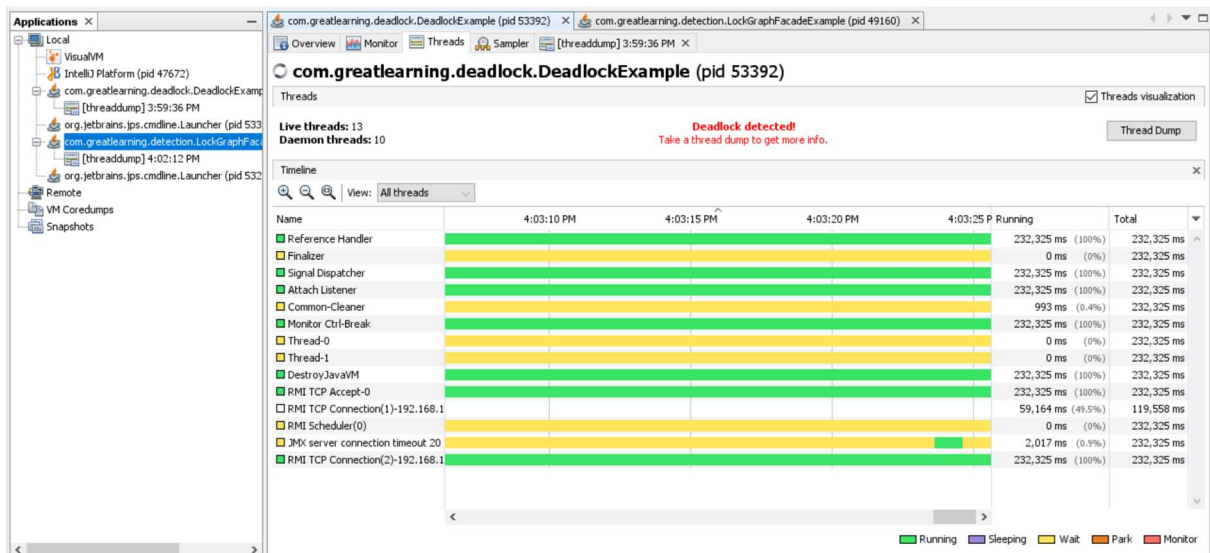 Applications ×
Local
VisualVM
IntelliJ Platform (pid 47672)
com.greatlearning.deadlock.DeadlockExamp
[threaddump] 3:59:36 PM
org.jetbrains.jps.cmdline.Launcher (pid 533
com.greatlearning.detection.LockGraphFaca
[threaddump] 4:02:12 PM
org.jetbrains.jps.cmdline.Launcher (pid 532
Remote
VM Coredumps
Snapshots
com.greatlearning.deadlock.DeadlockExample (pid 53392) × com.greatlearning.detection.LockGraphFacadeExample (pid 49160) ×
Overview Monitor Threads Sampler [threaddump] 3:59:36 PM ×
com.greatlearning.deadlock.DeadlockExample (pid 53392)
Threads Threads visualization
Live threads: 13
Daemon threads: 10
Deadlock detected!
Take a thread dump to get more info.
Thread Dump
Timeline ×
View: All threads
Name 4:03:10 PM 4:03:15 PM 4:03:20 PM 4:03:25 P Running Total
Reference Handler 232,325 ms (100%) 232,325 ms
Finalizer 0 ms (0%) 232,325 ms
Signal Dispatcher 232,325 ms (100%) 232,325 ms
Attach Listener 232,325 ms (100%) 232,325 ms
Common-Cleaner 993 ms (0.4%) 232,325 ms
Monitor Ctrl-Break 232,325 ms (100%) 232,325 ms
Thread-0 0 ms (0%) 232,325 ms
Thread-1 0 ms (0%) 232,325 ms
DestroyJavaVM 232,325 ms (100%) 232,325 ms
RMI TCP Accept-0 232,325 ms (100%) 232,325 ms
RMI TCP Connection(1)-192.168.1 59,164 ms (49.5%) 119,558 ms
RMI Scheduler(0) 0 ms (0%) 232,325 ms
JMX server connection timeout 20 2,017 ms (0.9%) 232,325 ms
RMI TCP Connection(2)-192.168.1 232,325 ms (100%) 232,325 ms
Running Sleeping Wait Park Monitor